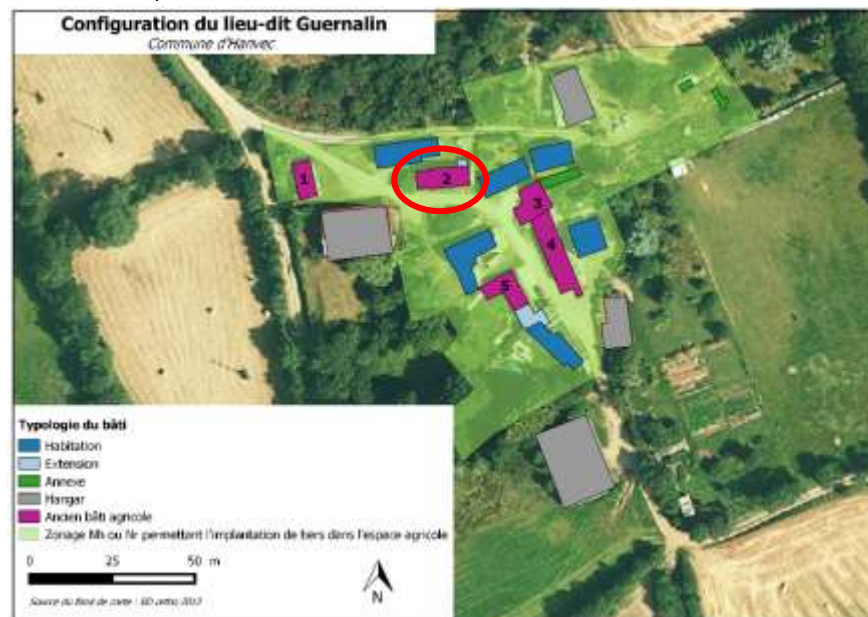 Configuration du lieu-dit Guernalin
Commune d'Hanvec
1
2
3
4
5
Typologie du bâti
Habitation
Extension
Annexe
Hangar
Ancien bâti agricole
Zonage Nh ou Nr permettant l'implantation de tiers dans l'espace agricole
0 25 50 m
N
Source du fond de carte : BD ortho 2012